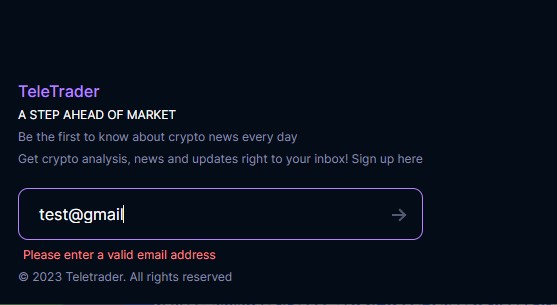 TeleTrader
A STEP AHEAD OF MARKET
Be the first to know about crypto news every day
Get crypto analysis, news and updates right to your inbox! Sign up here
test@gmail
Please enter a valid email address
© 2023 Teletrader. All rights reserved